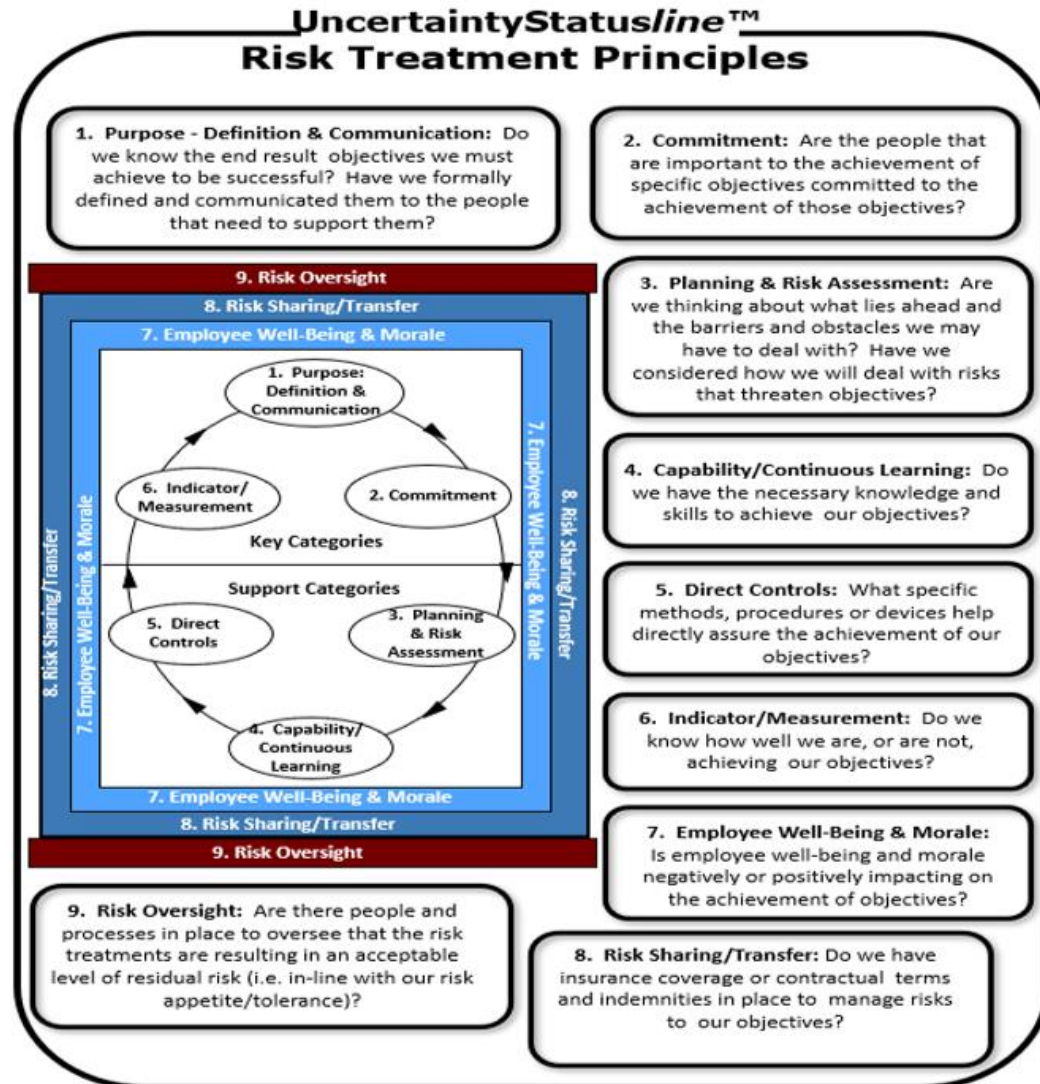 UncertaintyStatusline™
Risk Treatment Principles
1. Purpose - Definition & Communication: Do
we know the end result objectives we must
achieve to be successful? Have we formally
defined and communicated them to the people
that need to support them?
2. Commitment: Are the people that
are important to the achievement of
specific objectives committed to the
achievement of those objectives?
9. Risk Oversight
8. Risk Sharing/Transfer
7. Employee Well-Being & Morale
1. Purpose:
Definition &
Communication
6. Indicator/
Measurement
2. Commitment
Key Categories
Support Categories
5. Direct
Controls
3. Planning
& Risk
Assessment
4. Capability/
Continuous
Learning
7. Employee Well-Being & Morale
8. Risk Sharing/Transfer
7. Employee Well-Being & Morale
8. Risk Sharing/Transfer
7. Employee Well-Being & Morale
8. Risk Sharing/Transfer
9. Risk Oversight
3. Planning & Risk Assessment: Are
we thinking about what lies ahead and
the barriers and obstacles we may
have to deal with? Have we
considered how we will deal with risks
that threaten objectives?
4. Capability/Continuous Learning: Do
we have the necessary knowledge and
skills to achieve our objectives?
5. Direct Controls: What specific
methods, procedures or devices help
directly assure the achievement of our
objectives?
6. Indicator/Measurement: Do we
know how well we are, or are not,
achieving our objectives?
7. Employee Well-Being & Morale:
Is employee well-being and morale
negatively or positively impacting on
the achievement of objectives?
9. Risk Oversight: Are there people and
processes in place to oversee that the risk
treatments are resulting in an acceptable
level of residual risk (i.e. in-line with our risk
appetite/tolerance)?
8. Risk Sharing/Transfer: Do we have
insurance coverage or contractual terms
and indemnities in place to manage risks
to our objectives?